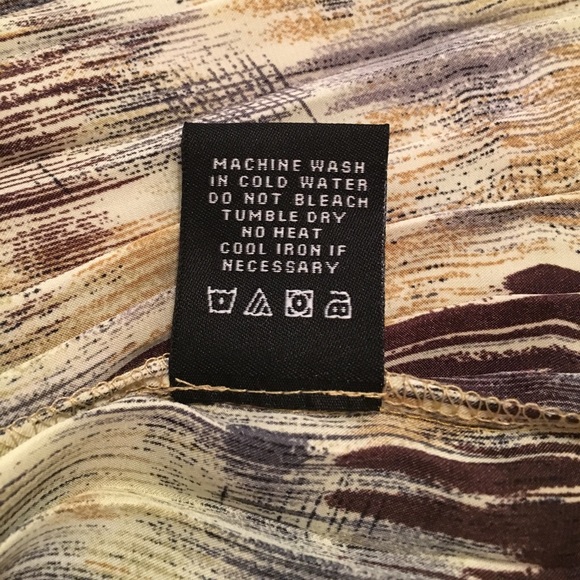 MACHINE WASH
IN COLD WATER
DO NOT BLEACH
TUMBLE DRY
NO HEAT
COOL IRON IF
NECESSARY